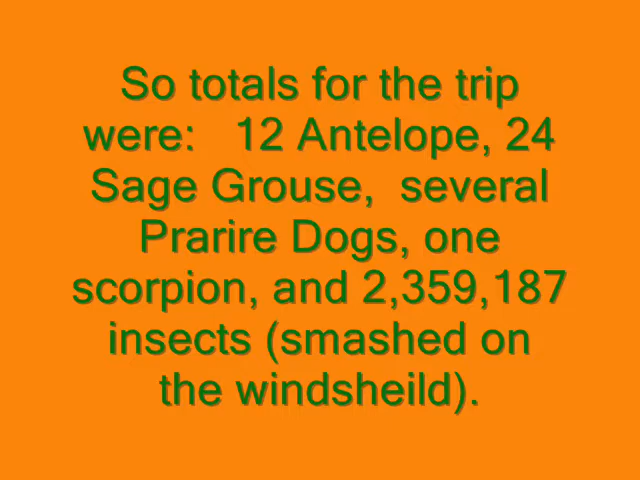 So totals for the trip
were:   12 Antelope, 24
Sage Grouse,  several
Prarire Dogs, one
scorpion, and 2,359,187
insects (smashed on
the windsheild).